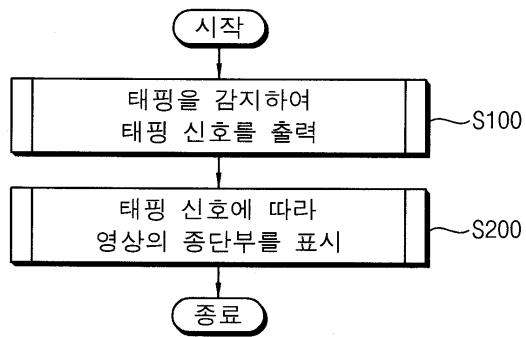 시작
태핑을 감지하여
태핑 신호를 출력
S100
태핑 신호에 따라
영상의 종단부를 표시
S200
종료